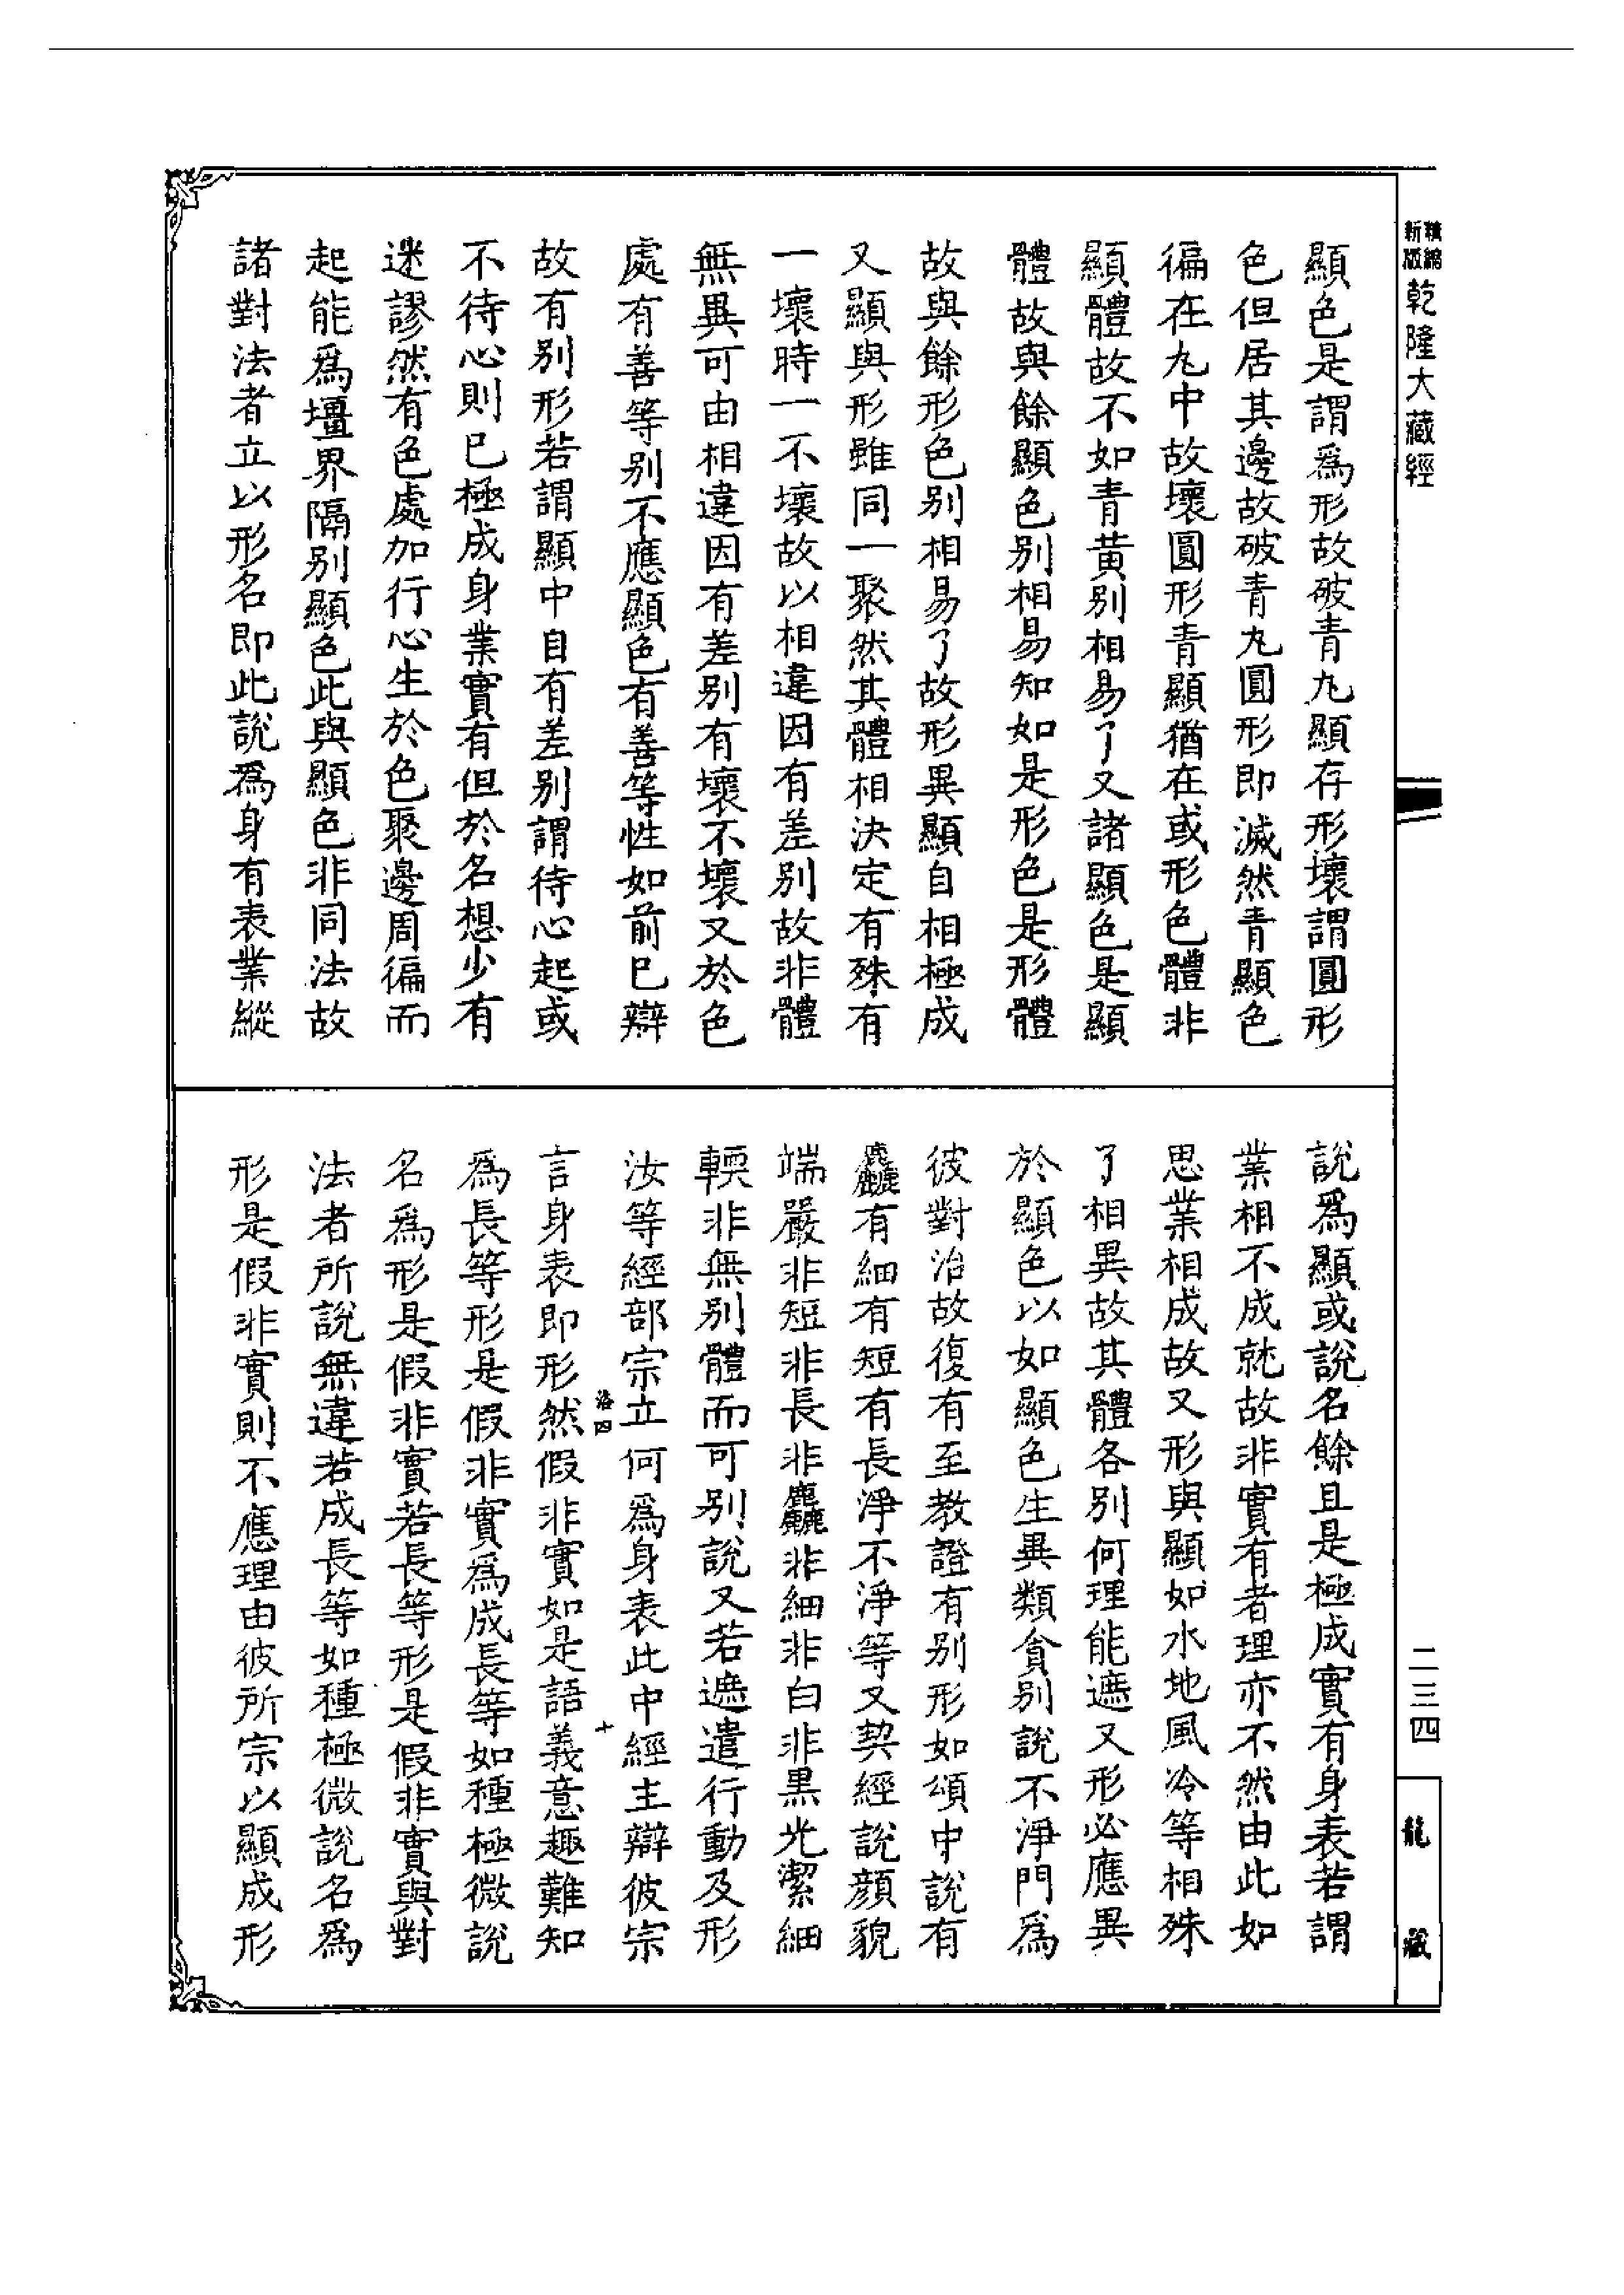 新編縮版乾隆大藏經
顯色是謂爲形故破青丸顯存形壞謂圓形
色但居其邊故破青丸圓形即滅然青顯色
徧在丸中故壞圓形青顯猶在或形色體非
顯體故不如青黃別相易了又諸顯色是顯
體故與餘顯色別相易知如是形色是形體
故與餘形色別相易了故形異顯自相極成
又顯與形雖同一聚然其體相決定有殊有
一壞時一不壞故以相違因有差別故非體
無異可由相違因有差別有壞不壞又於色
處有善等別不應顯色有善等性如前已辯
故有別形若謂顯中自有差別謂待心起或
不待心則已極成身業實有但於名想少有
迷謬然有色處加行心生於色聚邊周徧而
起能爲壃界隔別顯色此與顯色非同法故
諸對法者立以形名即此說爲身有表業縱
說爲顯或說名餘且是極成實有身表若謂
業相不成就故非實有者理亦不然由此如
思業相成故又形與顯如水地風冷等相殊
了相異故其體各別何理能遮又形必應異
於顯色以如顯色生異類貪別說不淨門爲
彼對治故復有至教證有別形如頌中說有
麤有細有短有長淨不淨等又契經說顏貌
端嚴非短非長非麤非細非白非黑光潔細
輭非無別體而可別說又若遮遣行動及形
汝等經部宗立何爲身表此中經主辯彼宗
洛四　十
言身表即形然假非實如是語義意趣難知
爲長等形是假非實爲成長等如種極微說
名爲形是假非實若長等形是假非實與對
法者所說無違若成長等如種極微說名爲
形是假非實則不應理由彼所宗以顯成形
二三四
龍藏